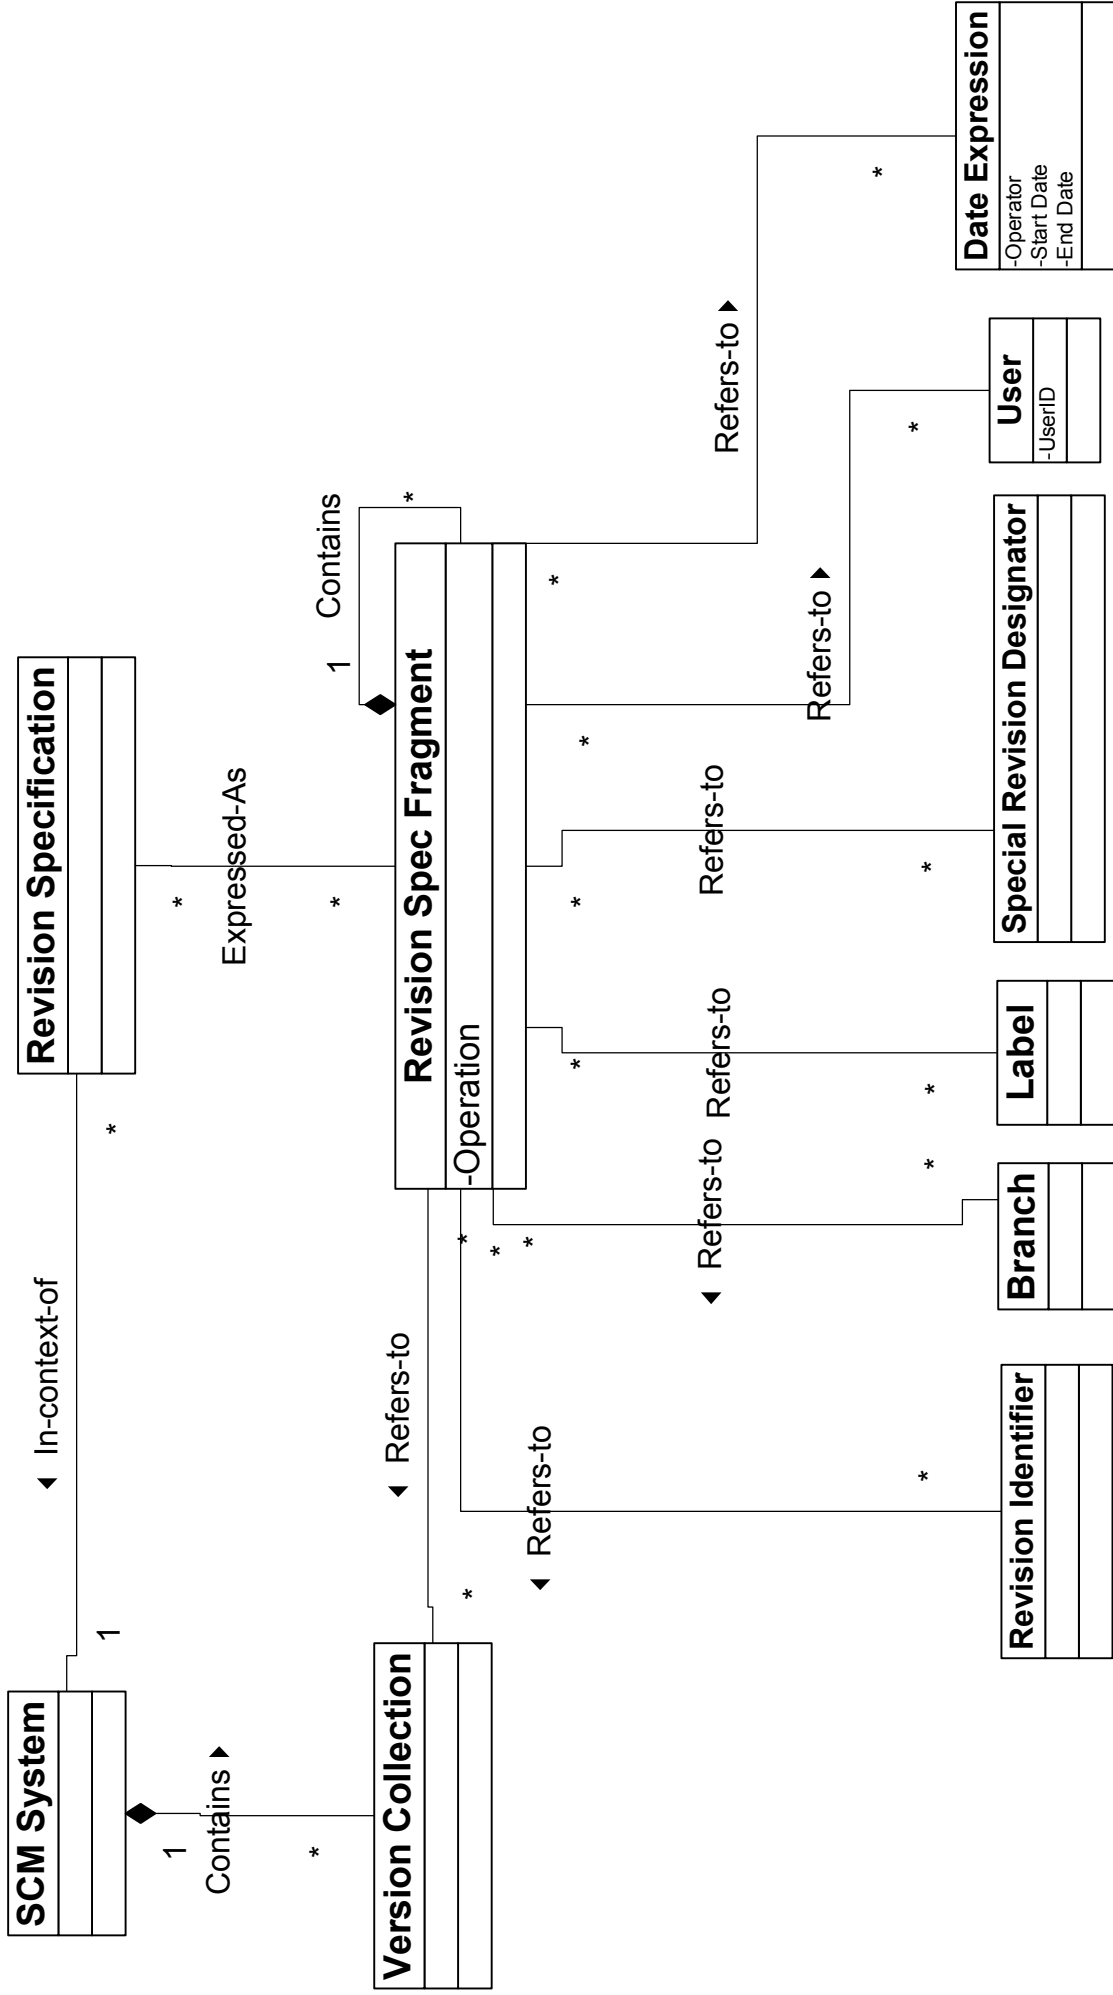 SCM System
Revision Specification
◄ In-context-of
1
*
1
*
Contains ►
Expressed-As
*
*
1
Contains
*
Version Collection
◄ Refers-to
Revision Spec Fragment
-Operation
*
*
*
*
*
*
*
*
◄ Refers-to
◄ Refers-to
Refers-to
Refers-to
Refers-to ►
Refers-to ►
*
*
*
*
*
*
Revision Identifier
Branch
Label
Special Revision Designator
User
-UserID
Date Expression
-Operator
-Start Date
-End Date